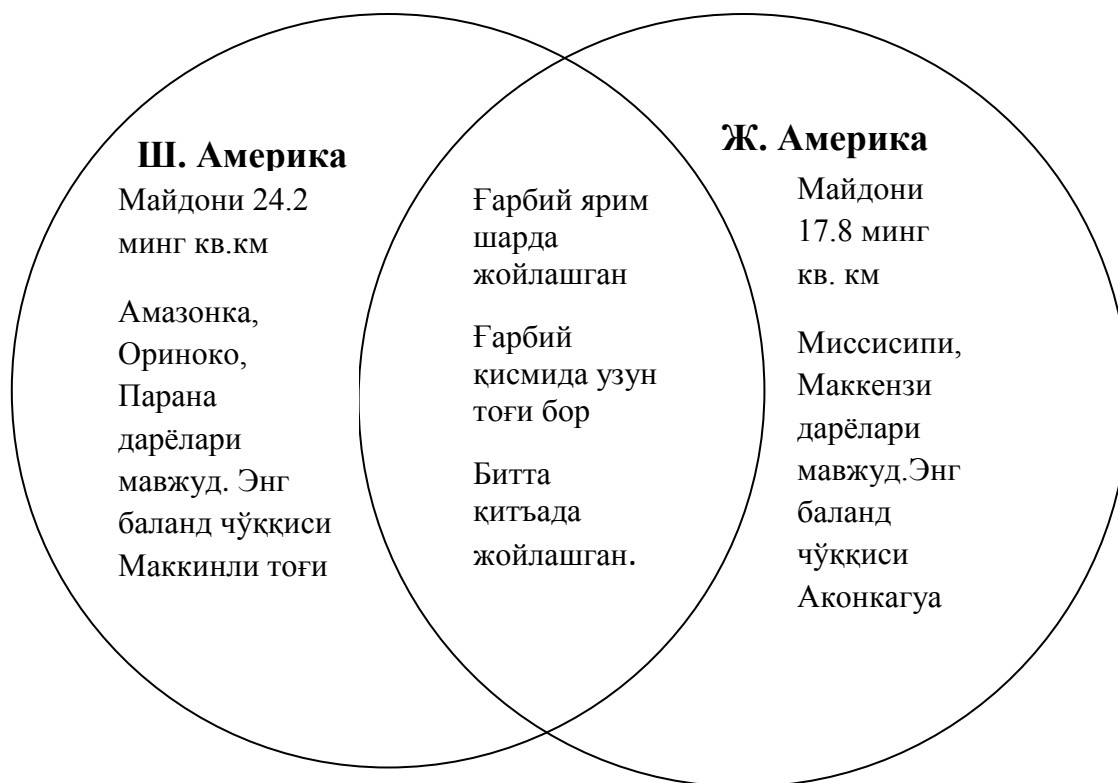 Ш. Америка
Майдони 24.2
минг кв.км
Амазонка,
Ориноко,
Парана
дарёлари
мавжуд. Энг
баланд чўққиси
Маккинли тоғи
Ғарбий ярим
шарда
жойлашган
Ғарбий
қисмида узун
тоғи бор
Битта
қитъада
жойлашган.
Ж. Америка
Майдони
17.8 минг
кв. км
Миссисипи,
Маккензи
дарёлари
мавжуд.Энг
баланд
чўққиси
Аконкагуа